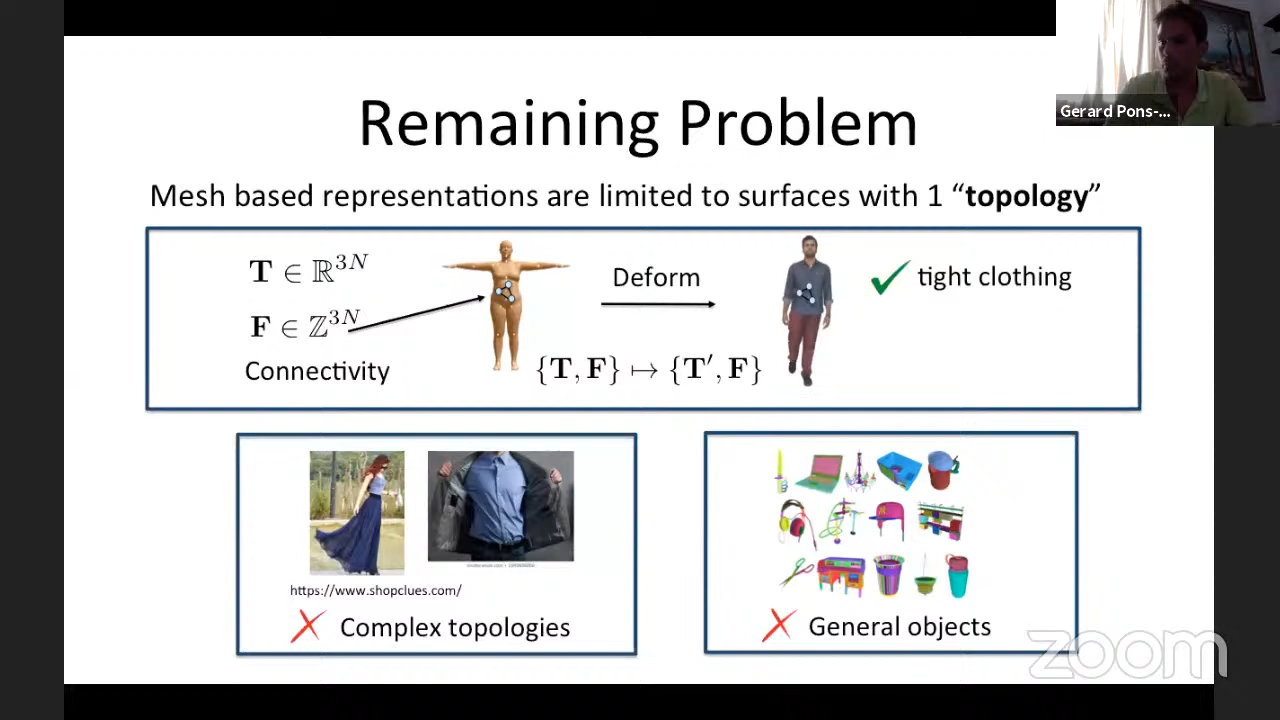 Gerard Pons-...
Remaining Problem
Mesh based representations are limited to surfaces with 1 “topology”
T ∈ ℝ³ᴺ
F ∈ ℤ³ᴺ
Connectivity
Deform
{T, F} ↦ {T′, F}
tight clothing
https://www.shopclues.com/
Complex topologies
General objects
zoom